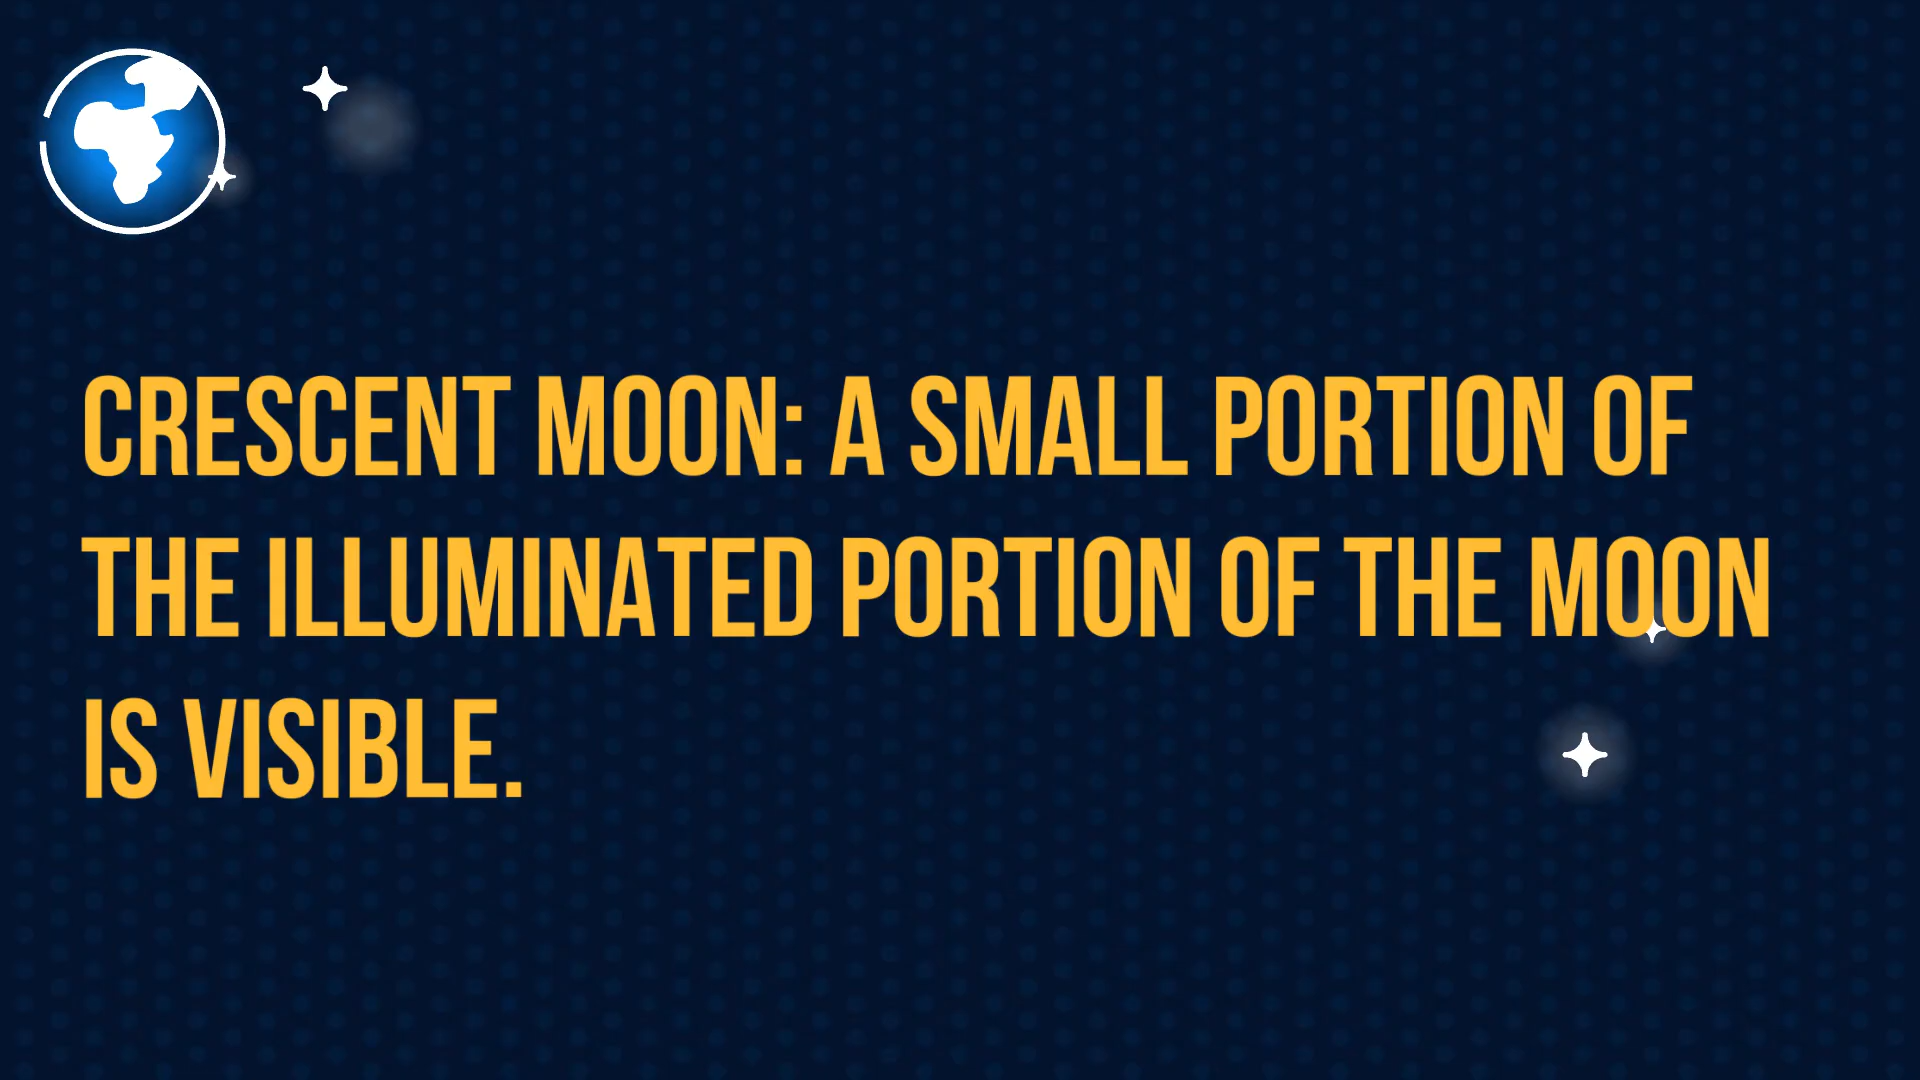 CRESCENT MOON: A SMALL PORTION OF
THE ILLUMINATED PORTION OF THE MOON
IS VISIBLE.